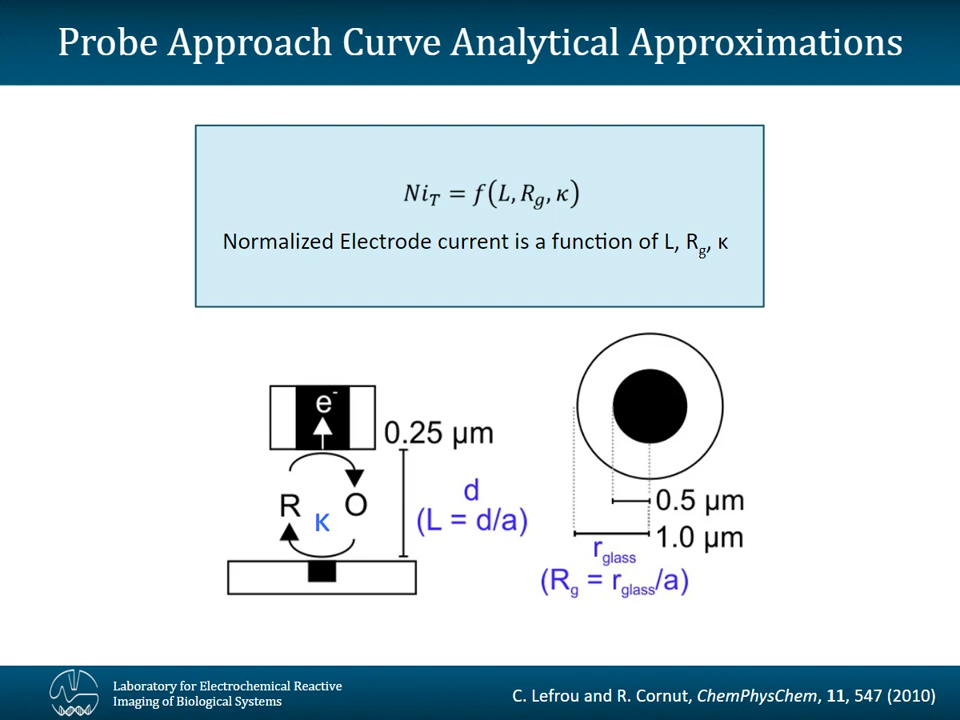 Probe Approach Curve Analytical Approximations
Ni_T = f(L, R_g, κ)
Normalized Electrode current is a function of L, R_g, κ
e⁻
0.25 μm
R
O
κ
d
(L = d/a)
0.5 μm
1.0 μm
r_glass
(R_g = r_glass/a)
Laboratory for Electrochemical Reactive
Imaging of Biological Systems
C. Lefrou and R. Cornut, ChemPhysChem, 11, 547 (2010)